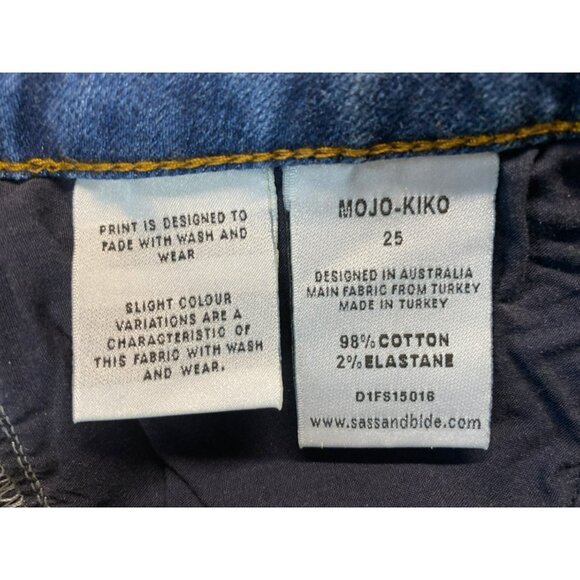 PRINT IS DESIGNED TO
FADE WITH WASH AND
WEAR
SLIGHT COLOUR
VARIATIONS ARE A
CHARACTERISTIC OF
THIS FABRIC WITH WASH
AND WEAR.
MOJO-KIKO
25
DESIGNED IN AUSTRALIA
MAIN FABRIC FROM TURKEY
MADE IN TURKEY
98% COTTON
2% ELASTANE
D1FS15016
www.sassandbide.com